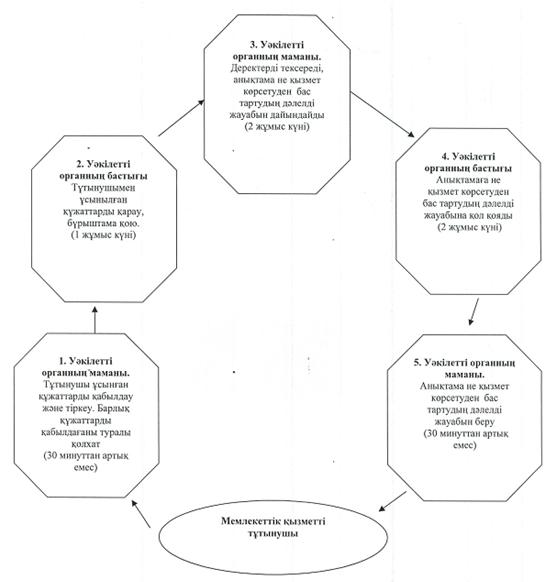 3. Уәкілетті
органның маманы.
Деректерді тексереді,
анықтама не қызмет
көрсетуден бас
тартудың дәлелді
жауабын дайындайды
(2 жұмыс күні)
2. Уәкілетті
органның бастығы
Тұтынушымен
ұсынылған
құжаттарды қарау,
бұрыштама қою.
(1 жұмыс күні)
4. Уәкілетті
органның бастығы
Анықтамаға не
қызмет көрсетуден
бас тартудың дәлелді
жауабына қол қояды
(2 жұмыс күні)
1. Уәкілетті
органның маманы.
Тұтынушы ұсынған
құжаттарды қабылдау
және тіркеу. Барлық
құжаттарды
қабылдағаны туралы
қолхат
(30 минуттан артық
емес)
5. Уәкілетті органның
маманы.
Анықтама не қызмет
көрсетуден бас
тартудың дәлелді
жауабын беру
(30 минуттан артық
емес)
Мемлекеттік қызметті
тұтынушы